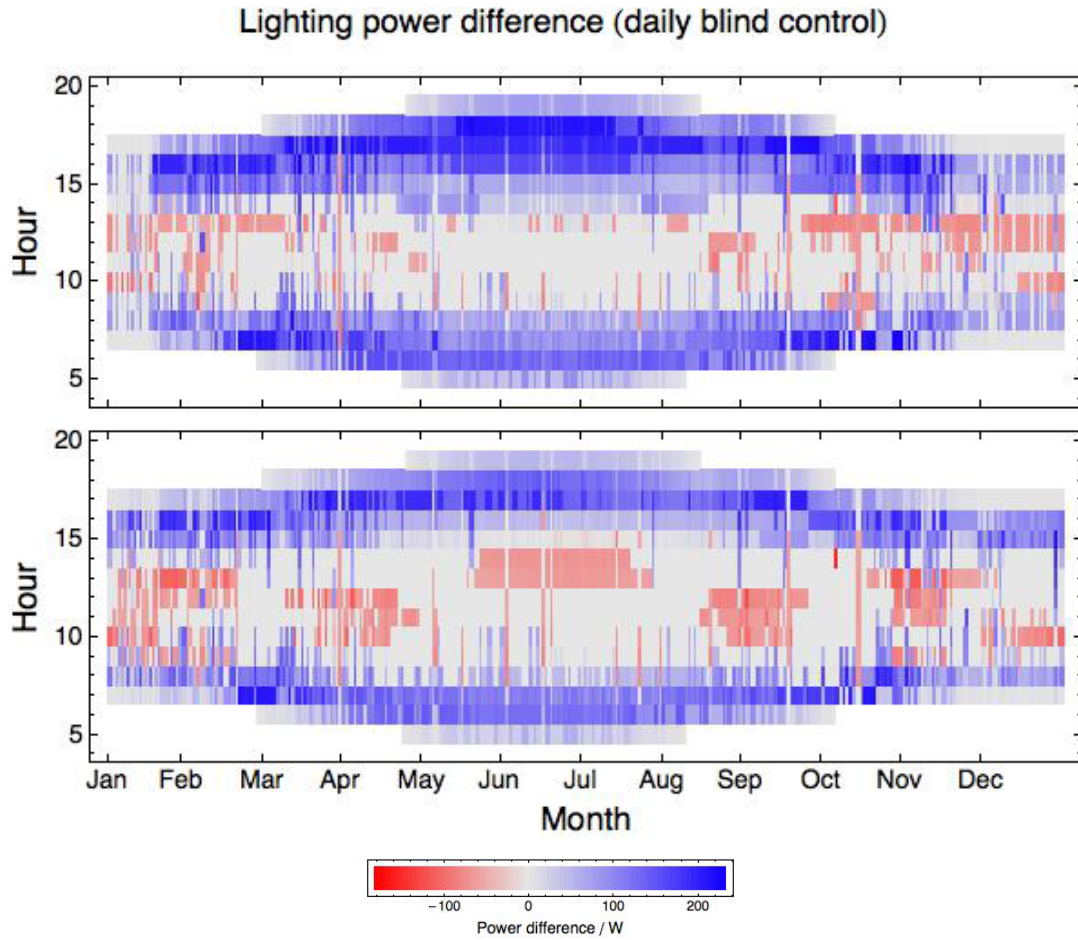 Lighting power difference (daily blind control)
20
15
10
5
Hour
20
15
10
5
Hour
Jan Feb Mar Apr May Jun Jul Aug Sep Oct Nov Dec
Month
−100 0 100 200
Power difference / W